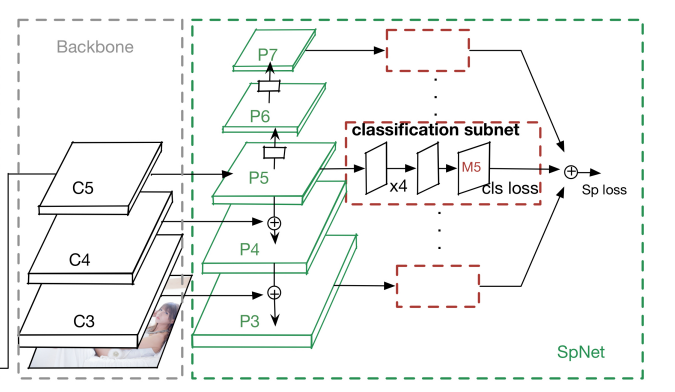 Backbone
P7
P6
classification subnet
C5
P5
x4
M5
cls loss
Sp loss
C4
P4
C3
P3
SpNet